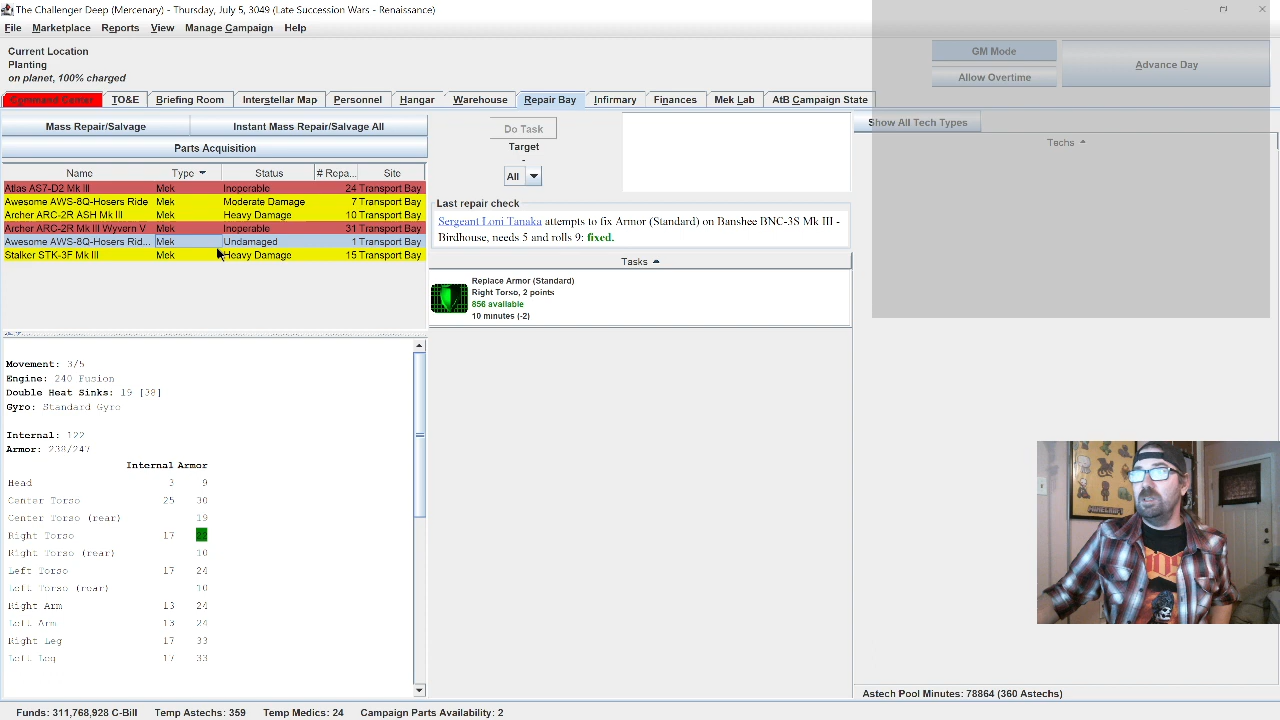 The Challenger Deep (Mercenary) - Thursday, July 5, 3049 (Late Succession Wars - Renaissance)
File Marketplace Reports View Manage Campaign Help
Current Location
Planting
on planet, 100% charged
GM Mode
Allow Overtime
Advance Day
Command Center TO&E Briefing Room Interstellar Map Personnel Hangar Warehouse Repair Bay Infirmary Finances Mek Lab AtB Campaign State
Mass Repair/Salvage Instant Mass Repair/Salvage All
Parts Acquisition
Name Type Status # Repa... Site
Atlas AS7-D2 Mk III Mek Inoperable 24 Transport Bay
Awesome AWS-8Q-Hosers Ride Mek Moderate Damage 7 Transport Bay
Archer ARC-2R ASH Mk III Mek Heavy Damage 10 Transport Bay
Archer ARC-2R Mk III Wyvern V Mek Inoperable 31 Transport Bay
Awesome AWS-8Q-Hosers Rid... Mek Undamaged 1 Transport Bay
Stalker STK-3F Mk III Mek Heavy Damage 15 Transport Bay
Do Task
Target
-
All
Last repair check
Sergeant Loni Tanaka attempts to fix Armor (Standard) on Banshee BNC-3S Mk III -
Birdhouse, needs 5 and rolls 9: fixed.
Tasks
Replace Armor (Standard)
Right Torso, 2 points
856 available
10 minutes (-2)
Show All Tech Types
Techs
Movement: 3/5
Engine: 240 Fusion
Double Heat Sinks: 19 [38]
Gyro: Standard Gyro
Internal: 122
Armor: 238/247
Internal Armor
Head 3 9
Center Torso 25 30
Center Torso (rear) 19
Right Torso 17 22
Right Torso (rear) 10
Left Torso 17 24
Left Torso (rear) 10
Right Arm 13 24
Left Arm 13 24
Right Leg 17 33
Left Leg 17 33
MINECRAFT
Astech Pool Minutes: 78864 (360 Astechs)
Funds: 311,768,928 C-Bill Temp Astechs: 359 Temp Medics: 24 Campaign Parts Availability: 2